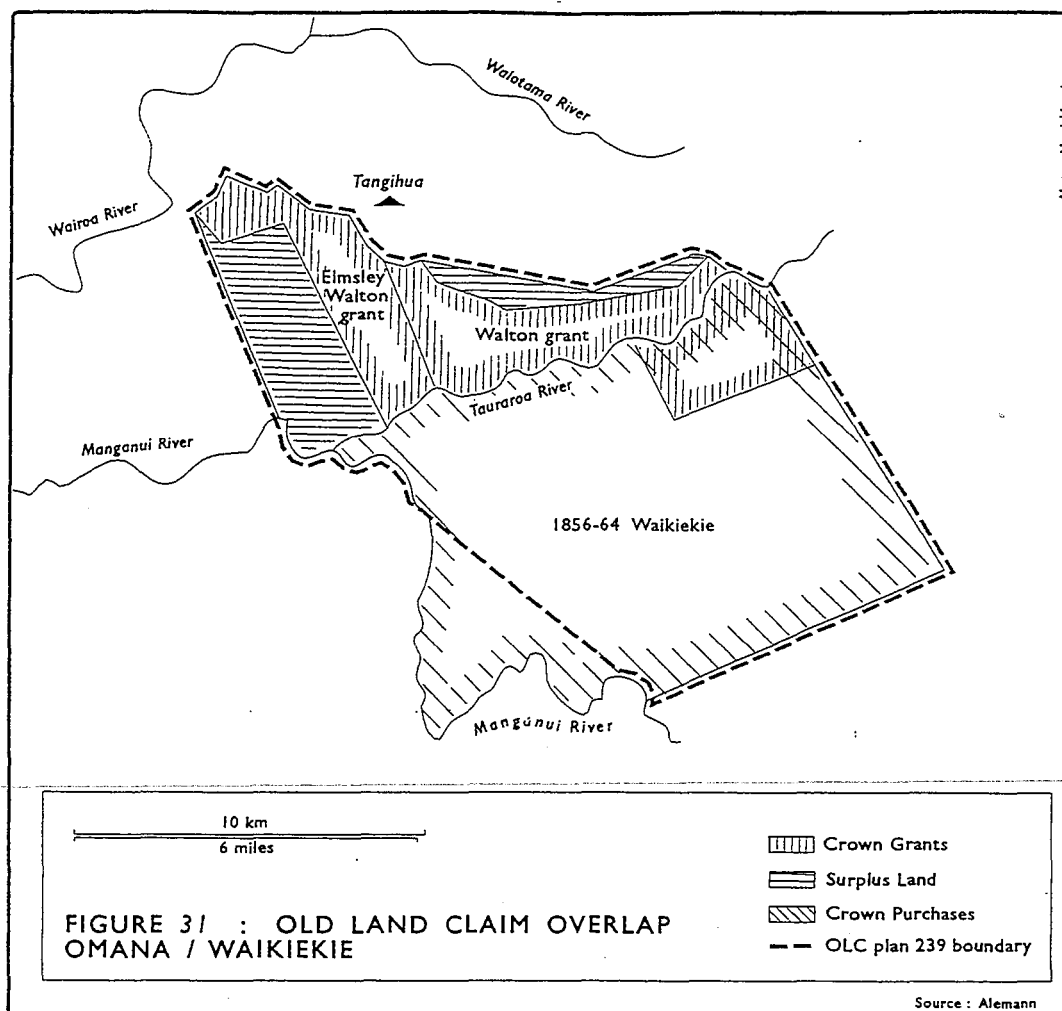 Walotama River
Tangihua
Wairoa River
Elmsley
Walton
grant
Walton grant
Tauraroa River
Manganui River
1856-64 Waikiekie
Manganui River
10 km
6 miles
Crown Grants
Surplus Land
Crown Purchases
OLC plan 239 boundary
FIGURE 31 : OLD LAND CLAIM OVERLAP
OMANA / WAIKIEKIE
Source : Alemann